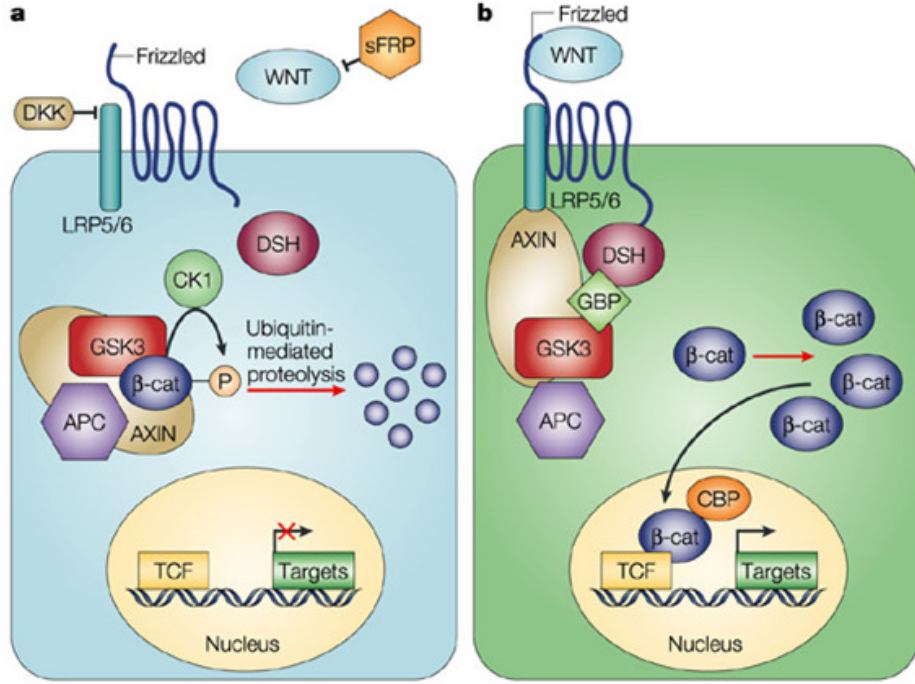 a
Frizzled
WNT
sFRP
DKK
LRP5/6
DSH
CK1
GSK3
β-cat
P
Ubiquitin-
mediated
proteolysis
APC
AXIN
TCF
Targets
Nucleus
b
Frizzled
WNT
LRP5/6
AXIN
DSH
GBP
GSK3
APC
β-cat
β-cat
β-cat
β-cat
CBP
β-cat
TCF
Targets
Nucleus